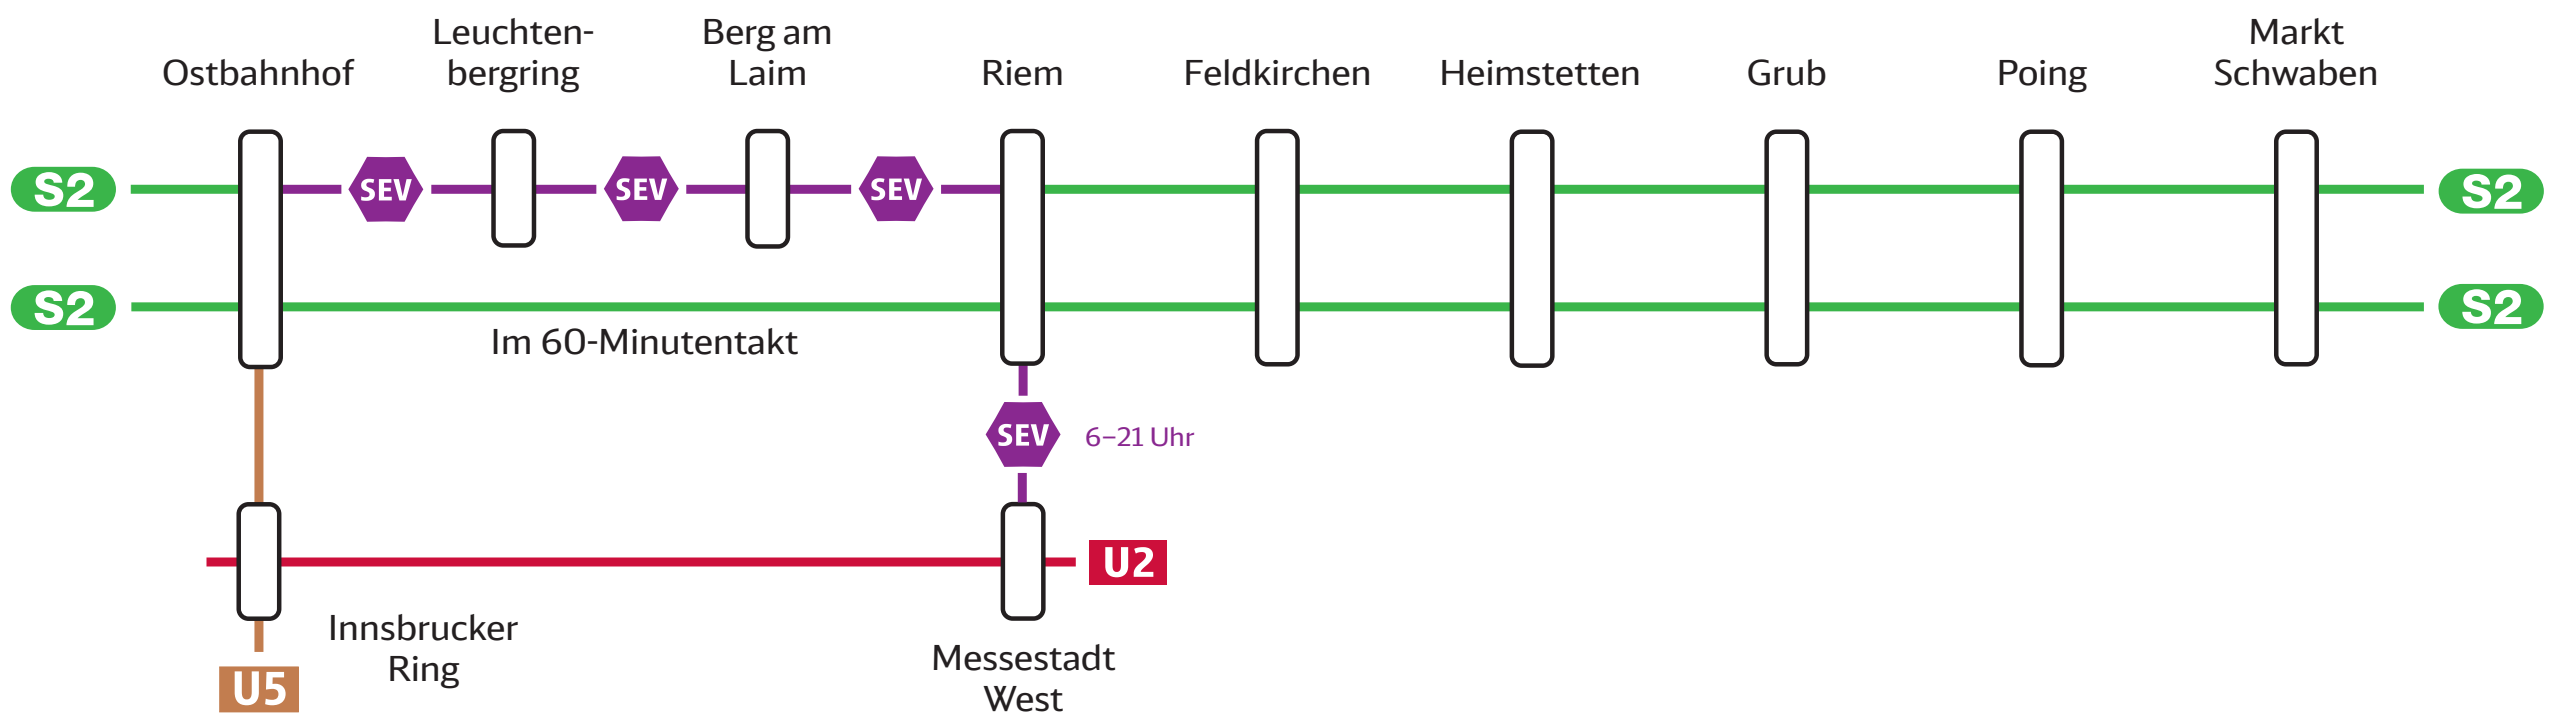 Ostbahnhof
Leuchten-
bergring
Berg am
Laim
Riem
Feldkirchen
Heimstetten
Grub
Poing
Markt
Schwaben
S2
SEV
SEV
SEV
S2
S2
Im 60-Minutentakt
S2
SEV
6–21 Uhr
U2
Innsbrucker
Ring
U5
Messestadt
West